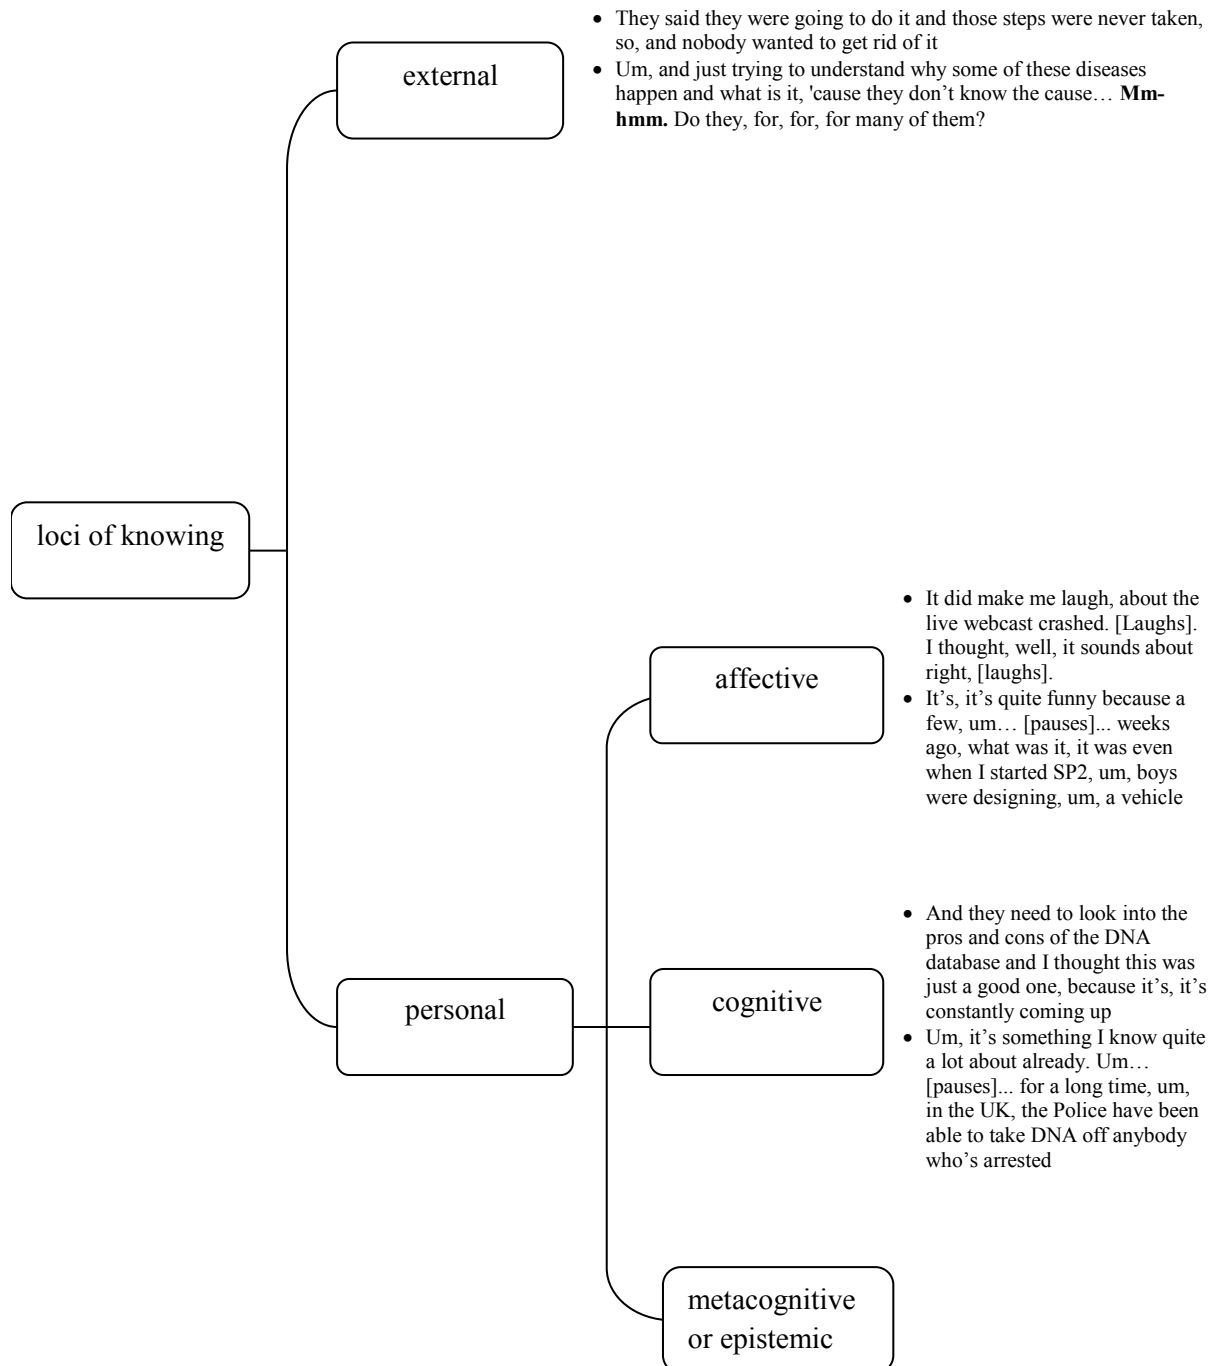 • They said they were going to do it and those steps were never taken,
so, and nobody wanted to get rid of it
• Um, and just trying to understand why some of these diseases
happen and what is it, 'cause they don’t know the cause… Mm-
hmm. Do they, for, for, for many of them?
external
loci of knowing
• It did make me laugh, about the
live webcast crashed. [Laughs].
I thought, well, it sounds about
right, [laughs].
• It’s, it’s quite funny because a
few, um… [pauses]... weeks
ago, what was it, it was even
when I started SP2, um, boys
were designing, um, a vehicle
affective
• And they need to look into the
pros and cons of the DNA
database and I thought this was
just a good one, because it’s, it’s
constantly coming up
• Um, it’s something I know quite
a lot about already. Um…
[pauses]... for a long time, um,
in the UK, the Police have been
able to take DNA off anybody
who’s arrested
cognitive
personal
metacognitive
or epistemic